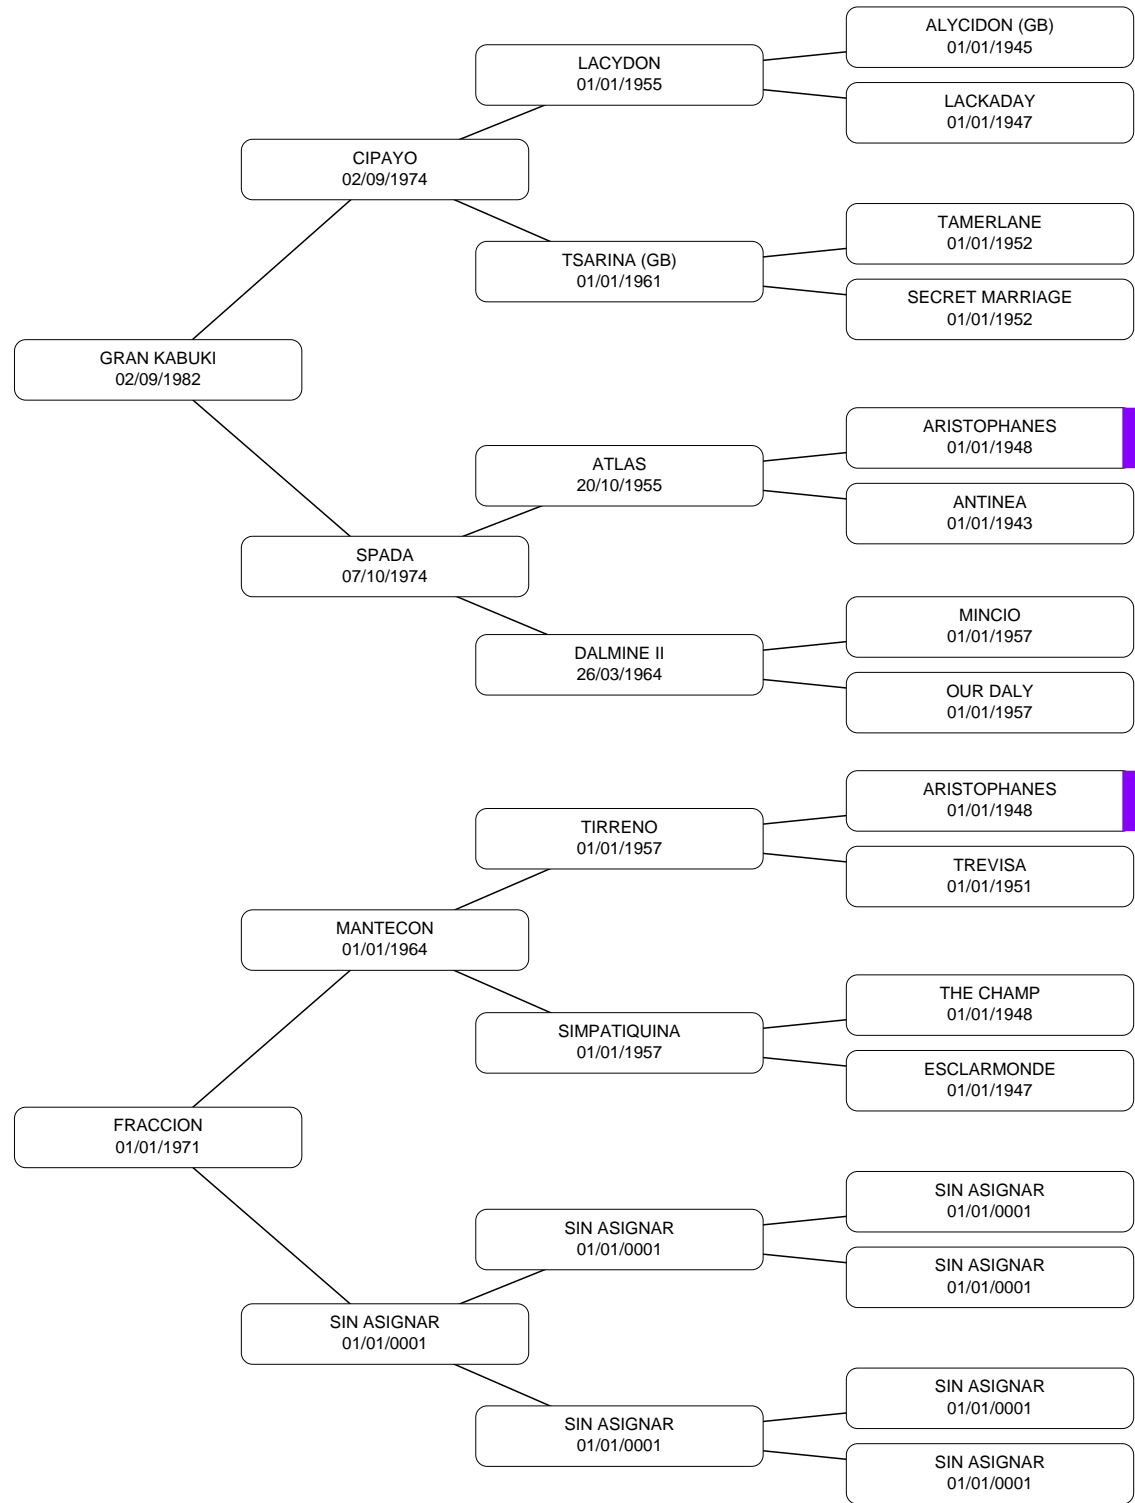 ALYCIDON (GB)
01/01/1945
LACYDON
01/01/1955
LACKADAY
01/01/1947
CIPAYO
02/09/1974
TAMERLANE
01/01/1952
TSARINA (GB)
01/01/1961
SECRET MARRIAGE
01/01/1952
GRAN KABUKI
02/09/1982
ARISTOPHANES
01/01/1948
ATLAS
20/10/1955
ANTINEA
01/01/1943
SPADA
07/10/1974
MINCIO
01/01/1957
DALMINE II
26/03/1964
OUR DALY
01/01/1957
ARISTOPHANES
01/01/1948
TIRRENO
01/01/1957
TREVISA
01/01/1951
MANTECON
01/01/1964
THE CHAMP
01/01/1948
SIMPATIQUINA
01/01/1957
ESCLARMONDE
01/01/1947
FRACCION
01/01/1971
SIN ASIGNAR
01/01/0001
SIN ASIGNAR
01/01/0001
SIN ASIGNAR
01/01/0001
SIN ASIGNAR
01/01/0001
SIN ASIGNAR
01/01/0001
SIN ASIGNAR
01/01/0001
SIN ASIGNAR
01/01/0001